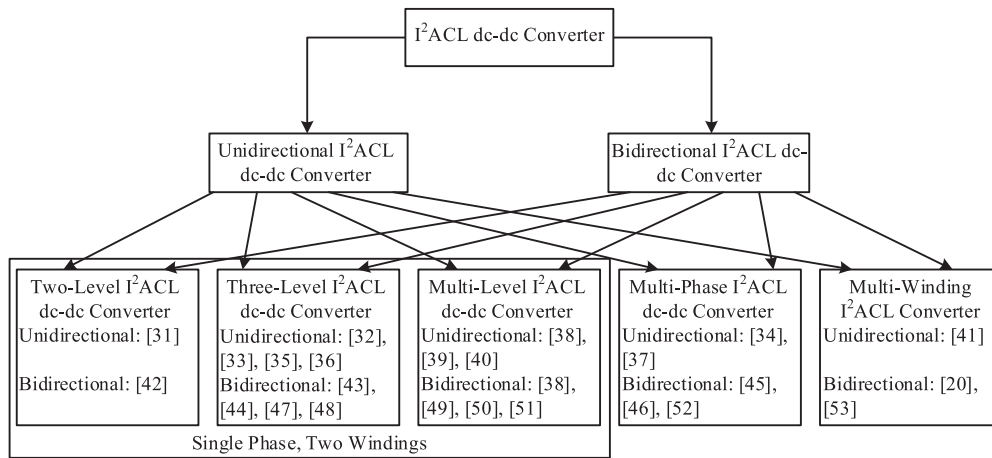 I²ACL dc-dc Converter
Unidirectional I²ACL
dc-dc Converter
Bidirectional I²ACL dc-
dc Converter
Two-Level I²ACL
dc-dc Converter
Unidirectional: [31]
Bidirectional: [42]
Three-Level I²ACL
dc-dc Converter
Unidirectional: [32],
[33], [35], [36]
Bidirectional: [43],
[44], [47], [48]
Multi-Level I²ACL
dc-dc Converter
Unidirectional: [38],
[39], [40]
Bidirectional: [38],
[49], [50], [51]
Multi-Phase I²ACL
dc-dc Converter
Unidirectional: [34],
[37]
Bidirectional: [45],
[46], [52]
Multi-Winding
I²ACL Converter
Unidirectional: [41]
Bidirectional: [20],
[53]
Single Phase, Two Windings